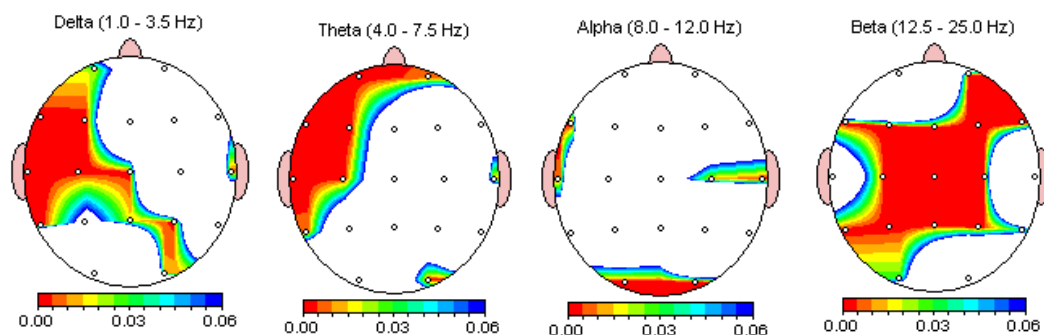 Delta (1.0 - 3.5 Hz)
Theta (4.0 - 7.5 Hz)
Alpha (8.0 - 12.0 Hz)
Beta (12.5 - 25.0 Hz)
0.00 0.03 0.06
0.00 0.03 0.06
0.00 0.03 0.06
0.00 0.03 0.06